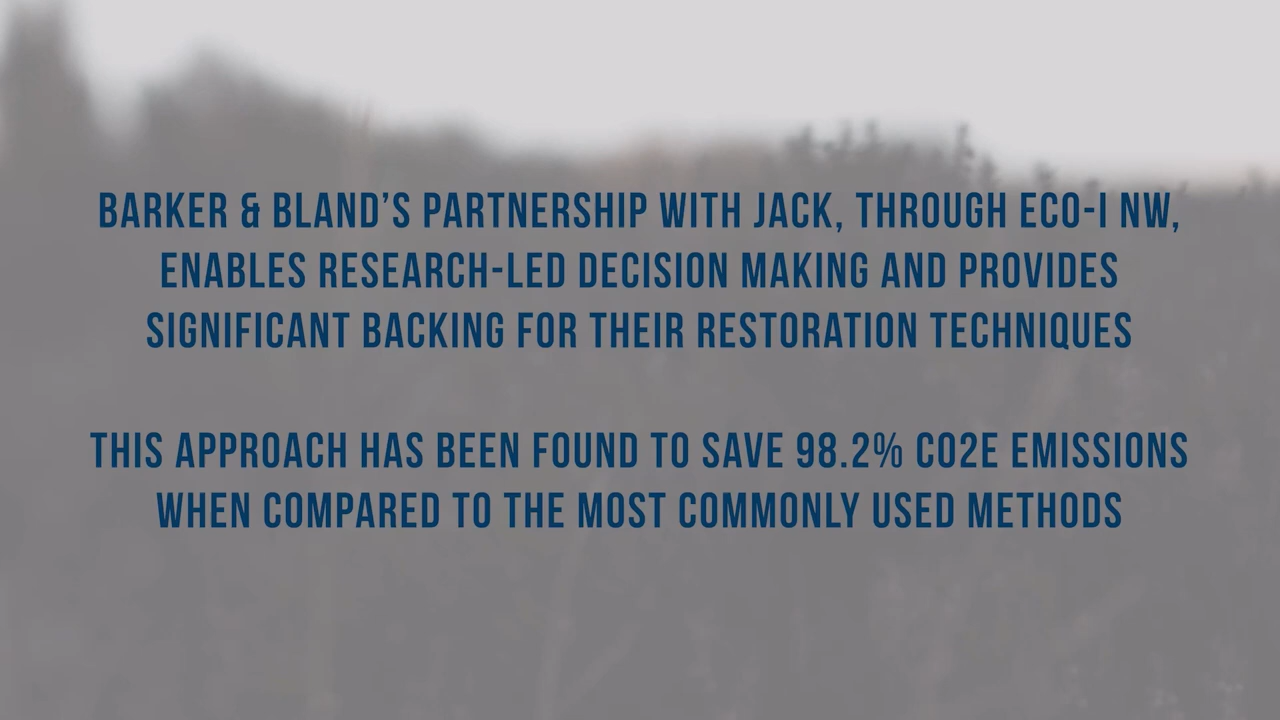 BARKER & BLAND'S PARTNERSHIP WITH JACK, THROUGH ECO-I NW,
ENABLES RESEARCH-LED DECISION MAKING AND PROVIDES
SIGNIFICANT BACKING FOR THEIR RESTORATION TECHNIQUES
THIS APPROACH HAS BEEN FOUND TO SAVE 98.2% CO2E EMISSIONS
WHEN COMPARED TO THE MOST COMMONLY USED METHODS